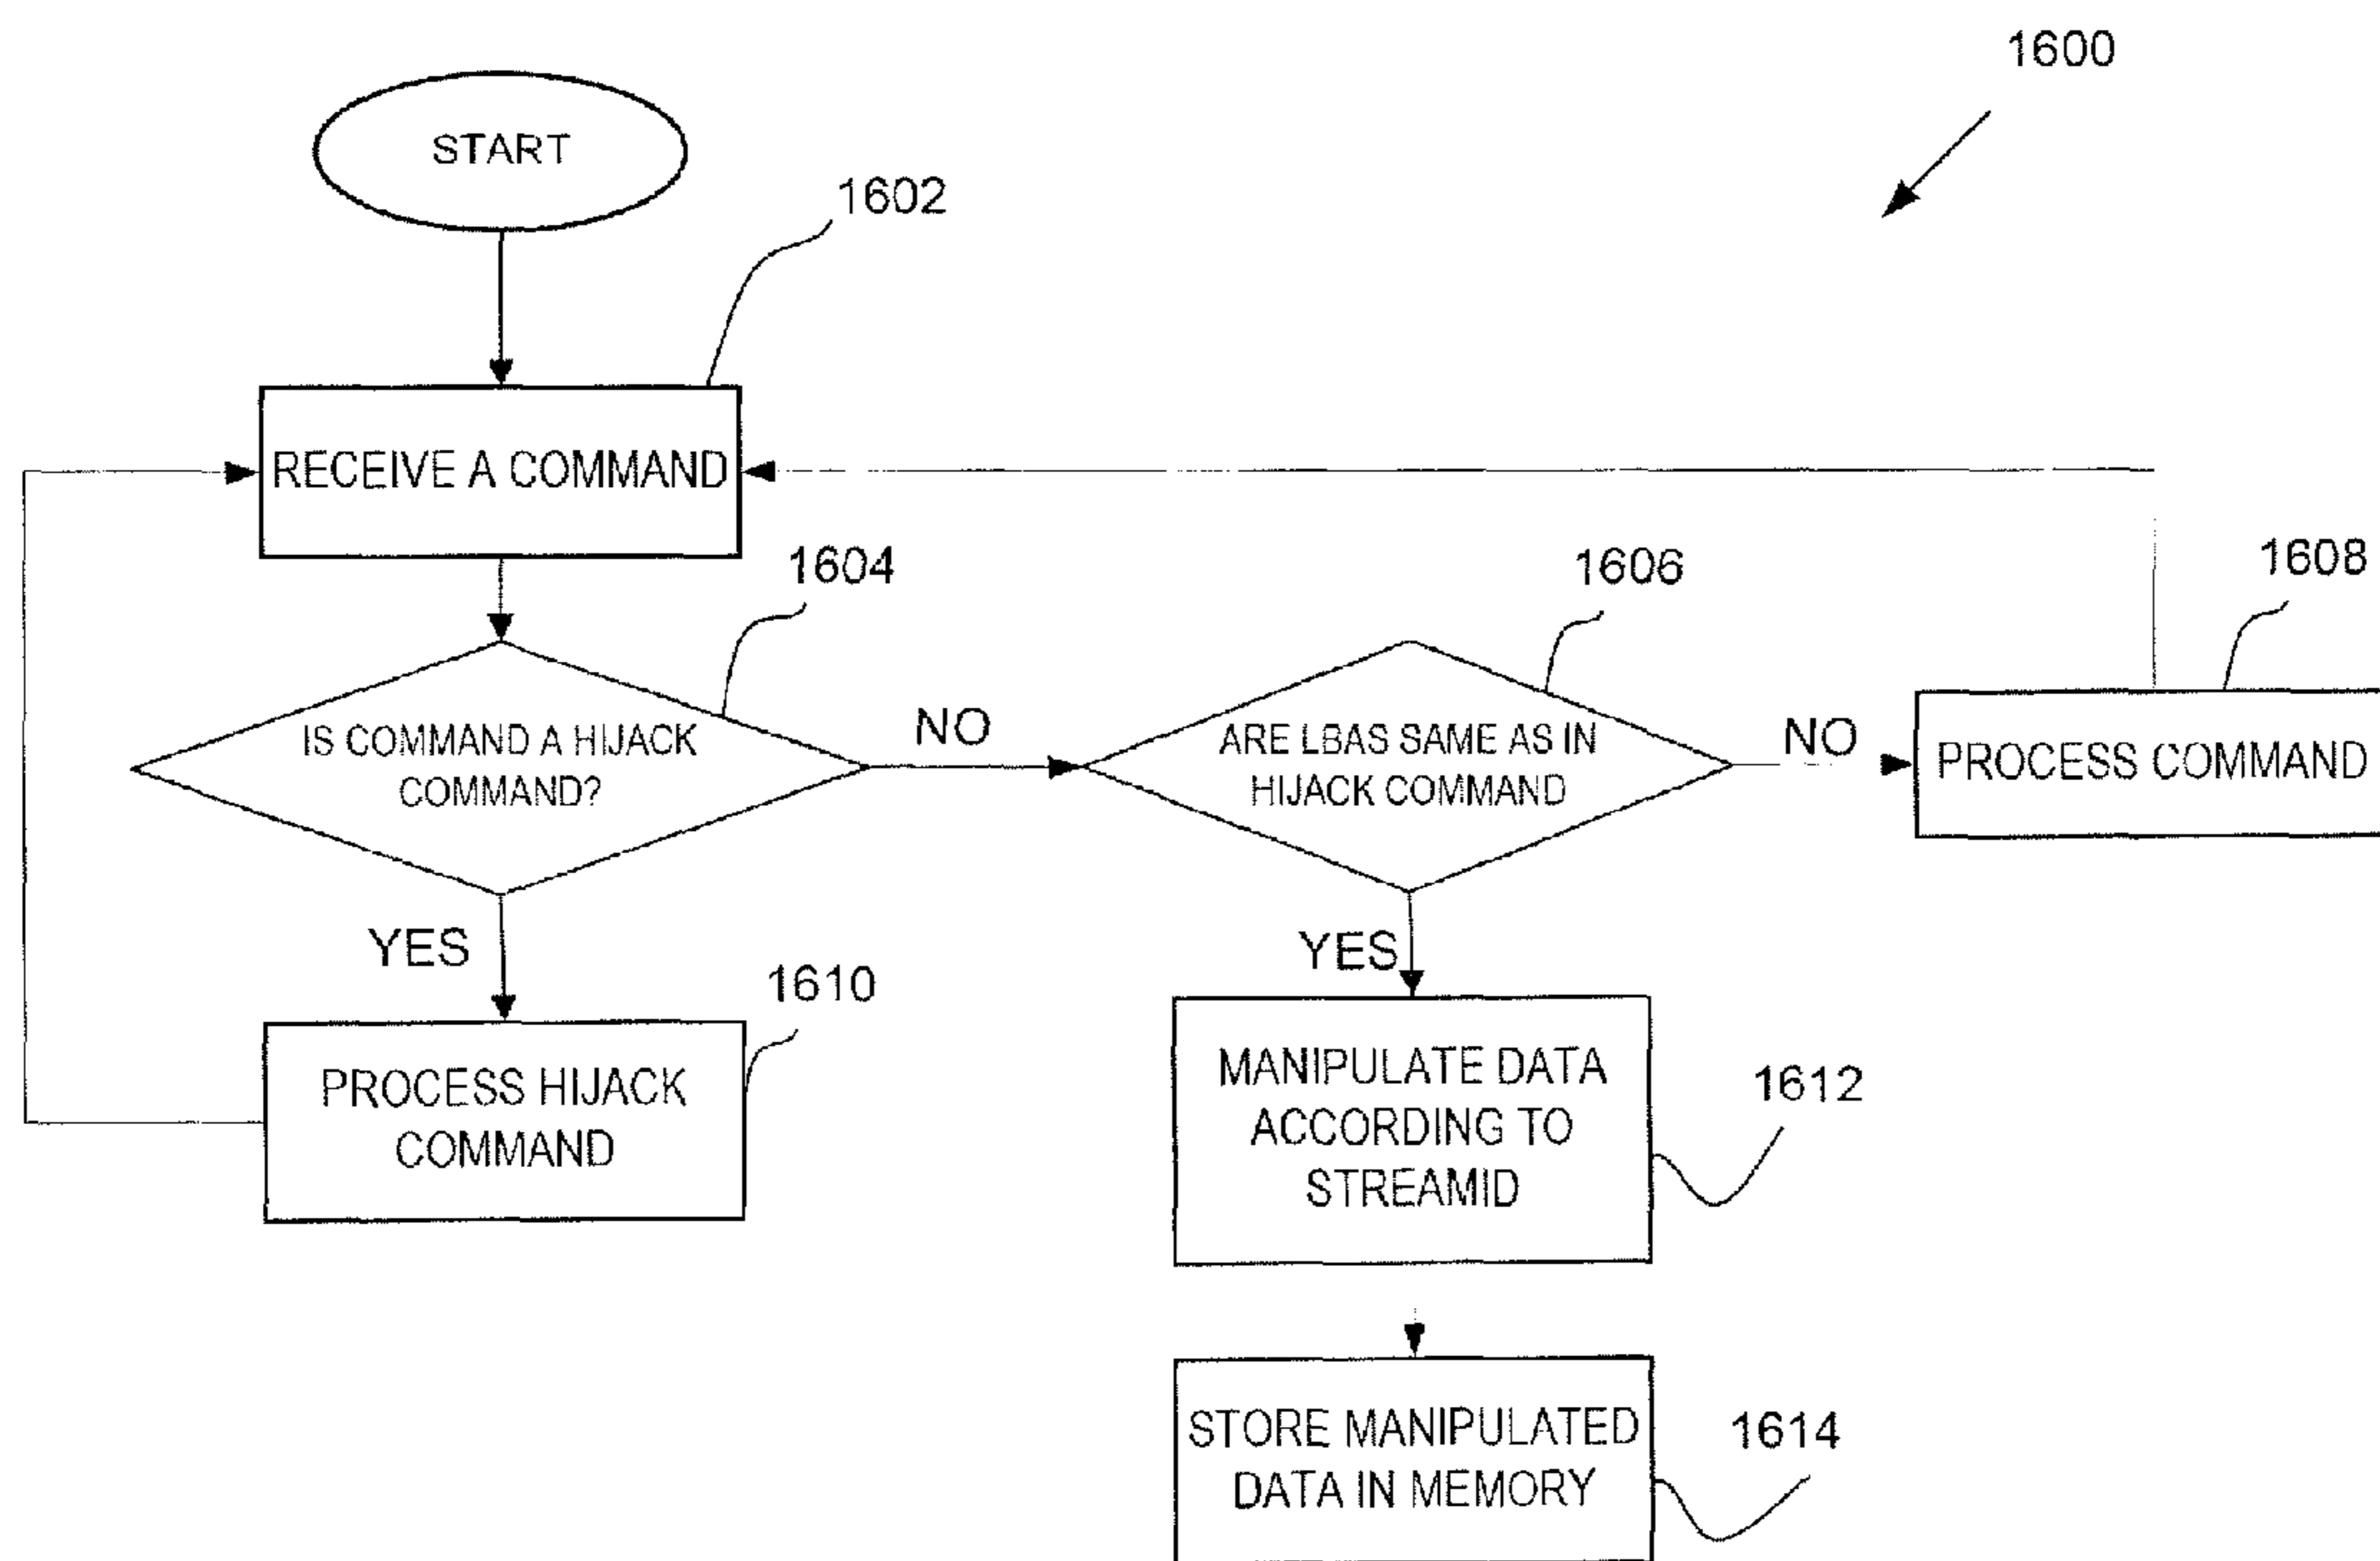 1600
START
1602
RECEIVE A COMMAND
1604
1606
1608
IS COMMAND A HIJACK
COMMAND?
NO
ARE LBAS SAME AS IN
HIJACK COMMAND
NO
PROCESS COMMAND
YES
YES
1610
PROCESS HIJACK
COMMAND
MANIPULATE DATA
ACCORDING TO
STREAMID
1612
STORE MANIPULATED
DATA IN MEMORY
1614